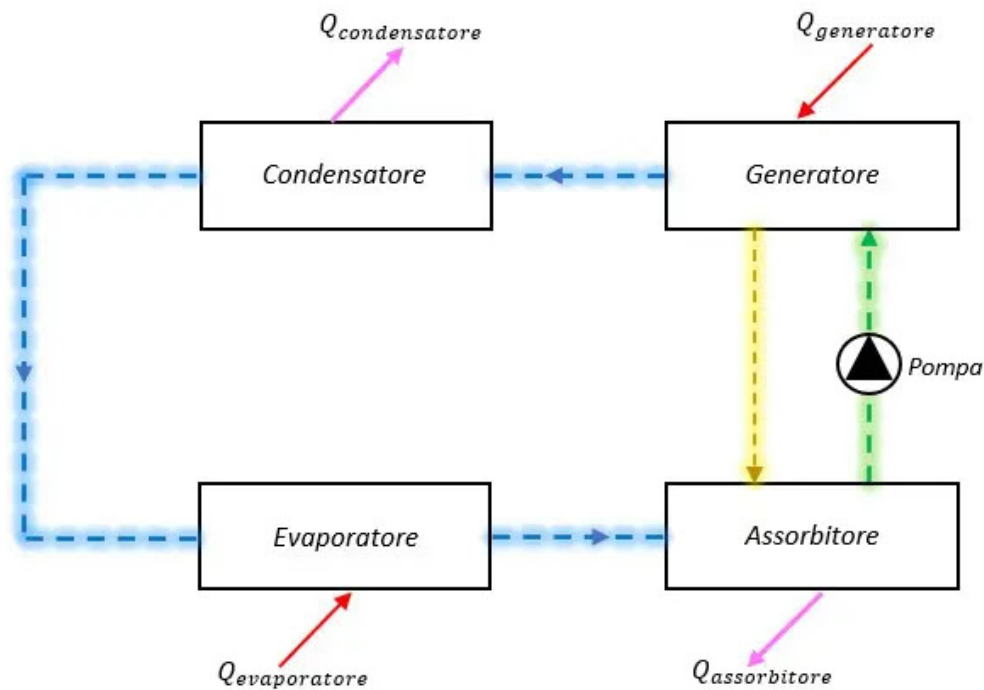 Q_condensatore
Q_generatore
Condensatore
Generatore
Pompa
Evaporatore
Assorbitore
Q_evaporatore
Q_assorbitore